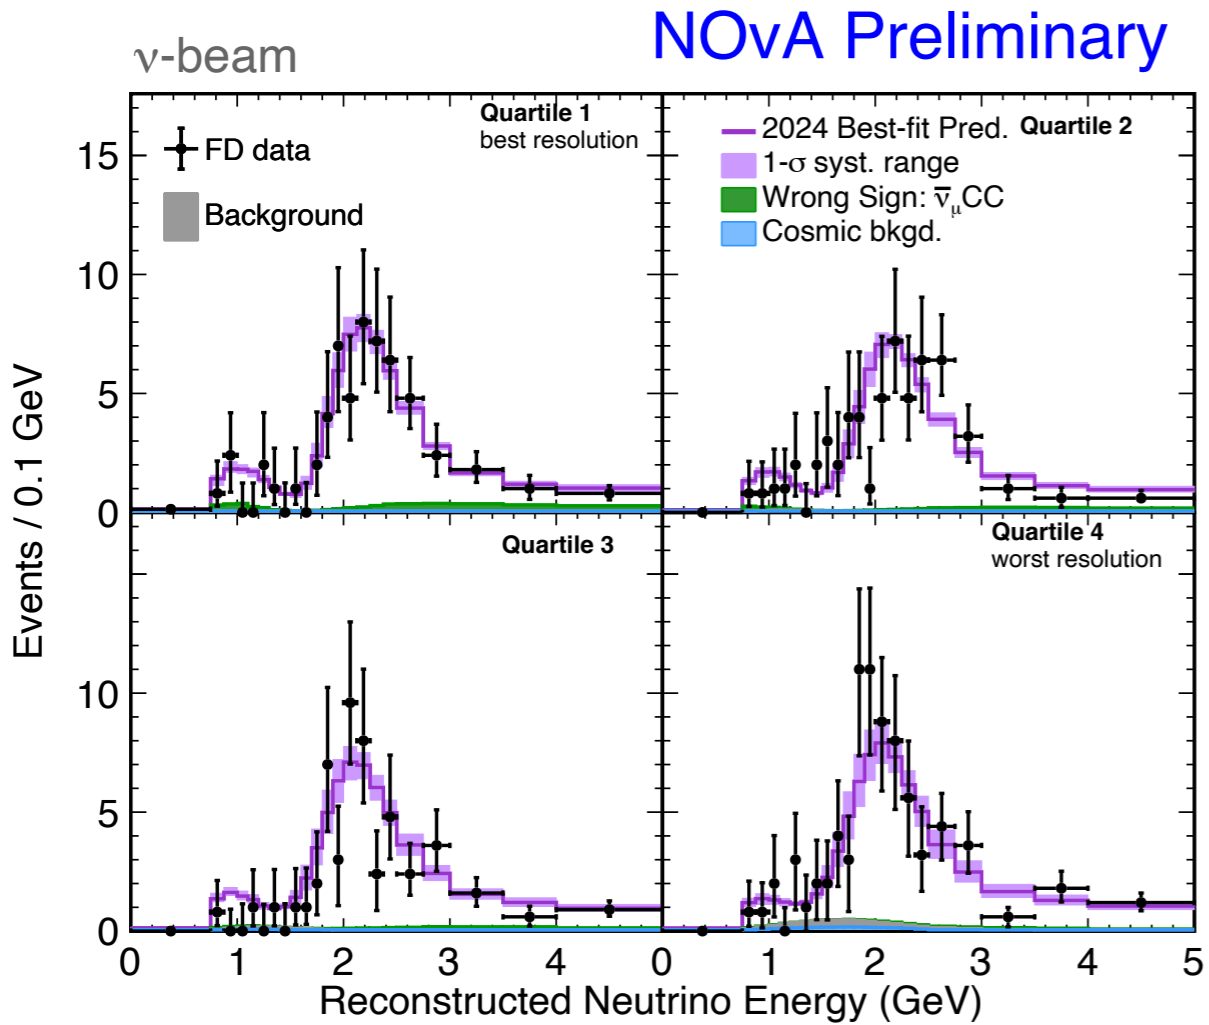 ν-beam
NOvA Preliminary
Quartile 1
best resolution
FD data
Background
2024 Best-fit Pred.
Quartile 2
1-σ syst. range
Wrong Sign: ν̅μCC
Cosmic bkgd.
15
10
5
0
Quartile 3
Quartile 4
worst resolution
10
5
0
Events / 0.1 GeV
0 1 2 3 4 0 1 2 3 4 5
Reconstructed Neutrino Energy (GeV)